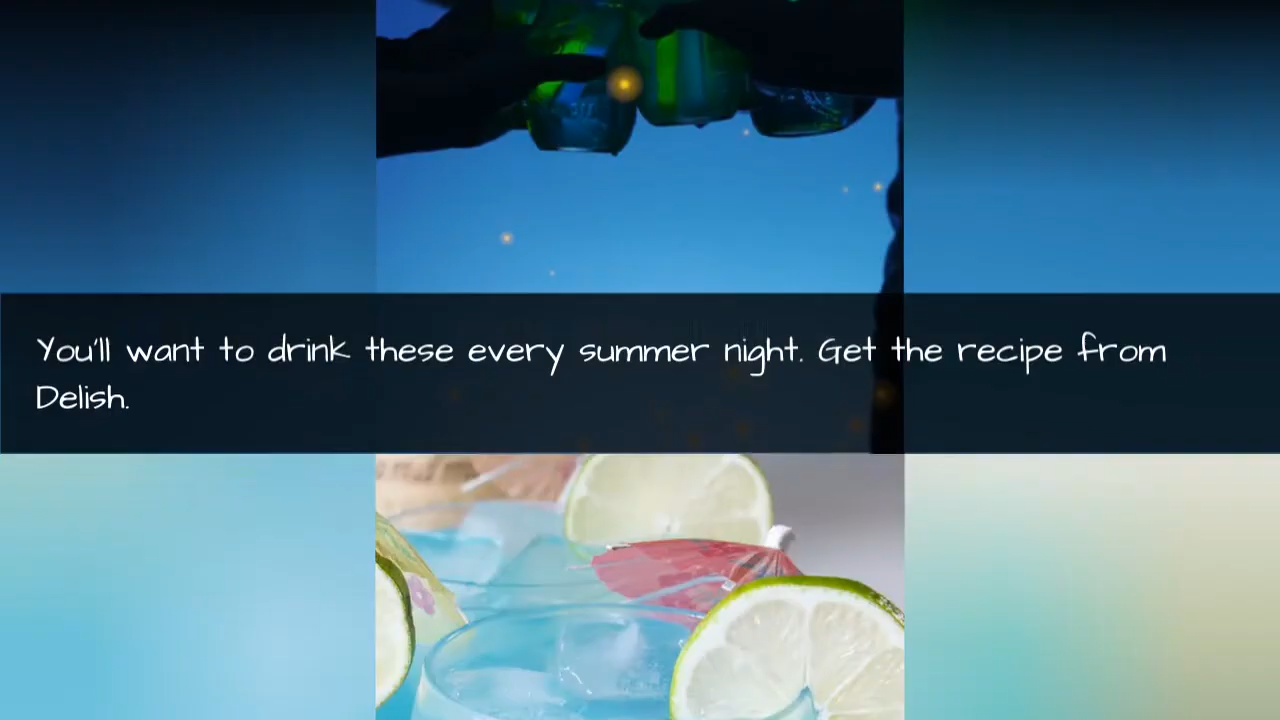 You'll want to drink these every summer night. Get the recipe from
Delish.